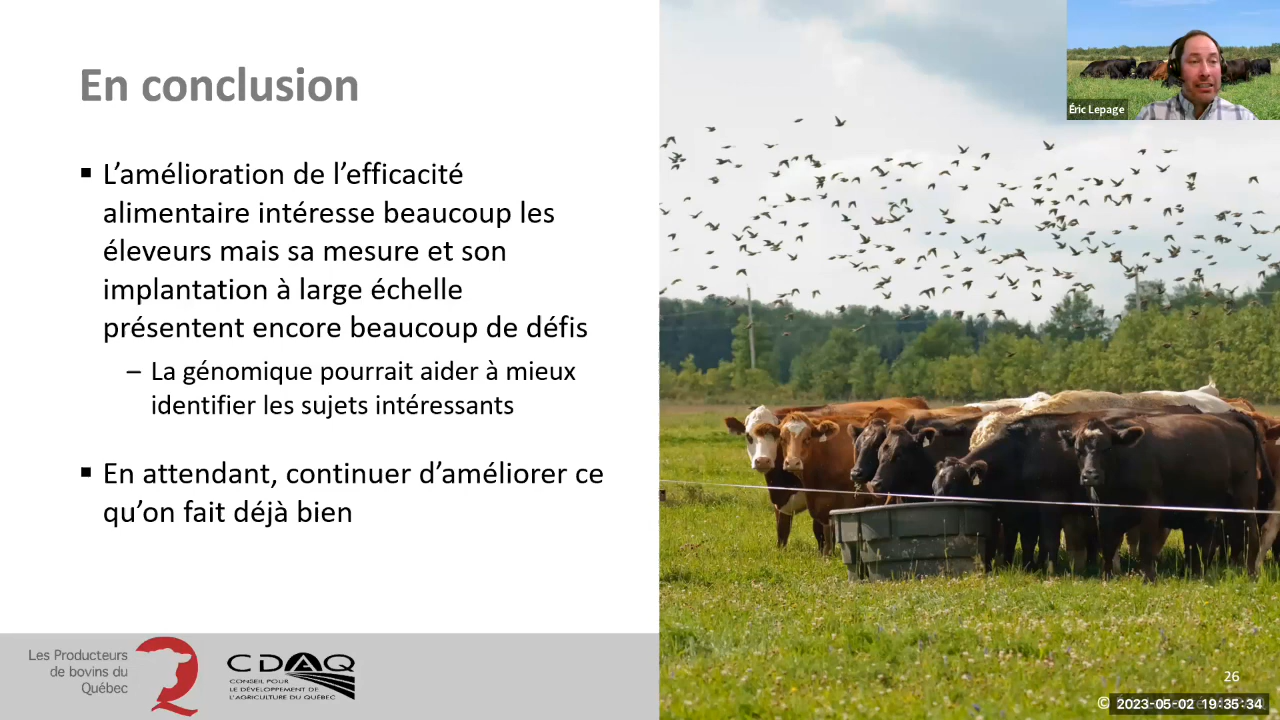 En conclusion
Éric Lepage
▪ L’amélioration de l’efficacité
alimentaire intéresse beaucoup les
éleveurs mais sa mesure et son
implantation à large échelle
présentent encore beaucoup de défis
– La génomique pourrait aider à mieux
identifier les sujets intéressants
▪ En attendant, continuer d’améliorer ce
qu’on fait déjà bien
Les Producteurs
de bovins du
Québec
CDAQ
CONSEIL POUR
LE DÉVELOPPEMENT DE
L'AGRICULTURE DU QUÉBEC
26
©
2023-05-02 19:35:34